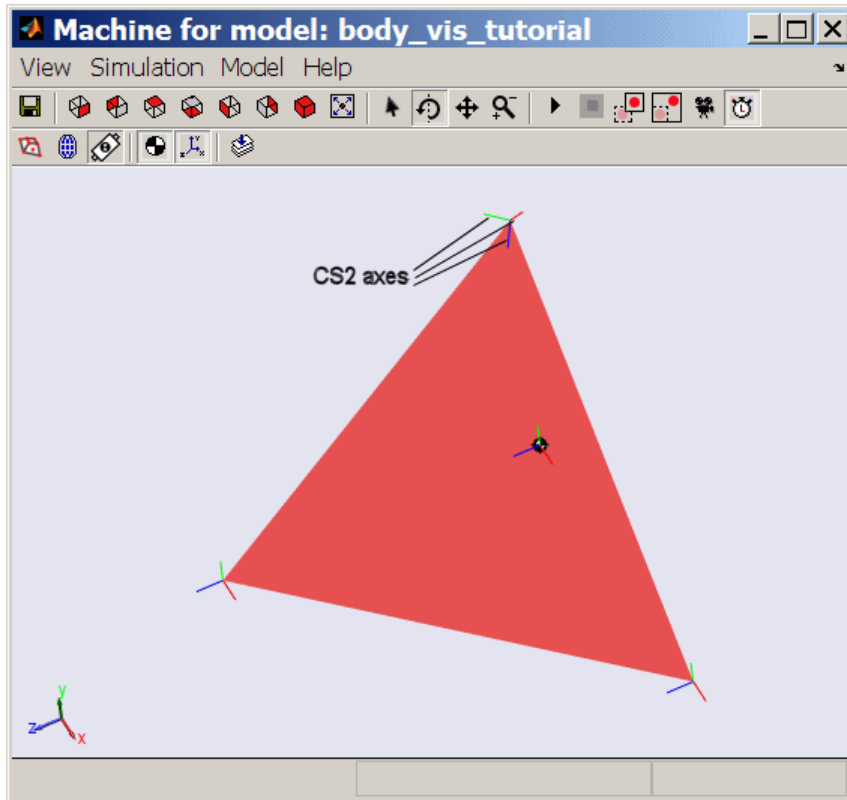 Machine for model: body_vis_tutorial
View Simulation Model Help
CS2 axes
y
z
x